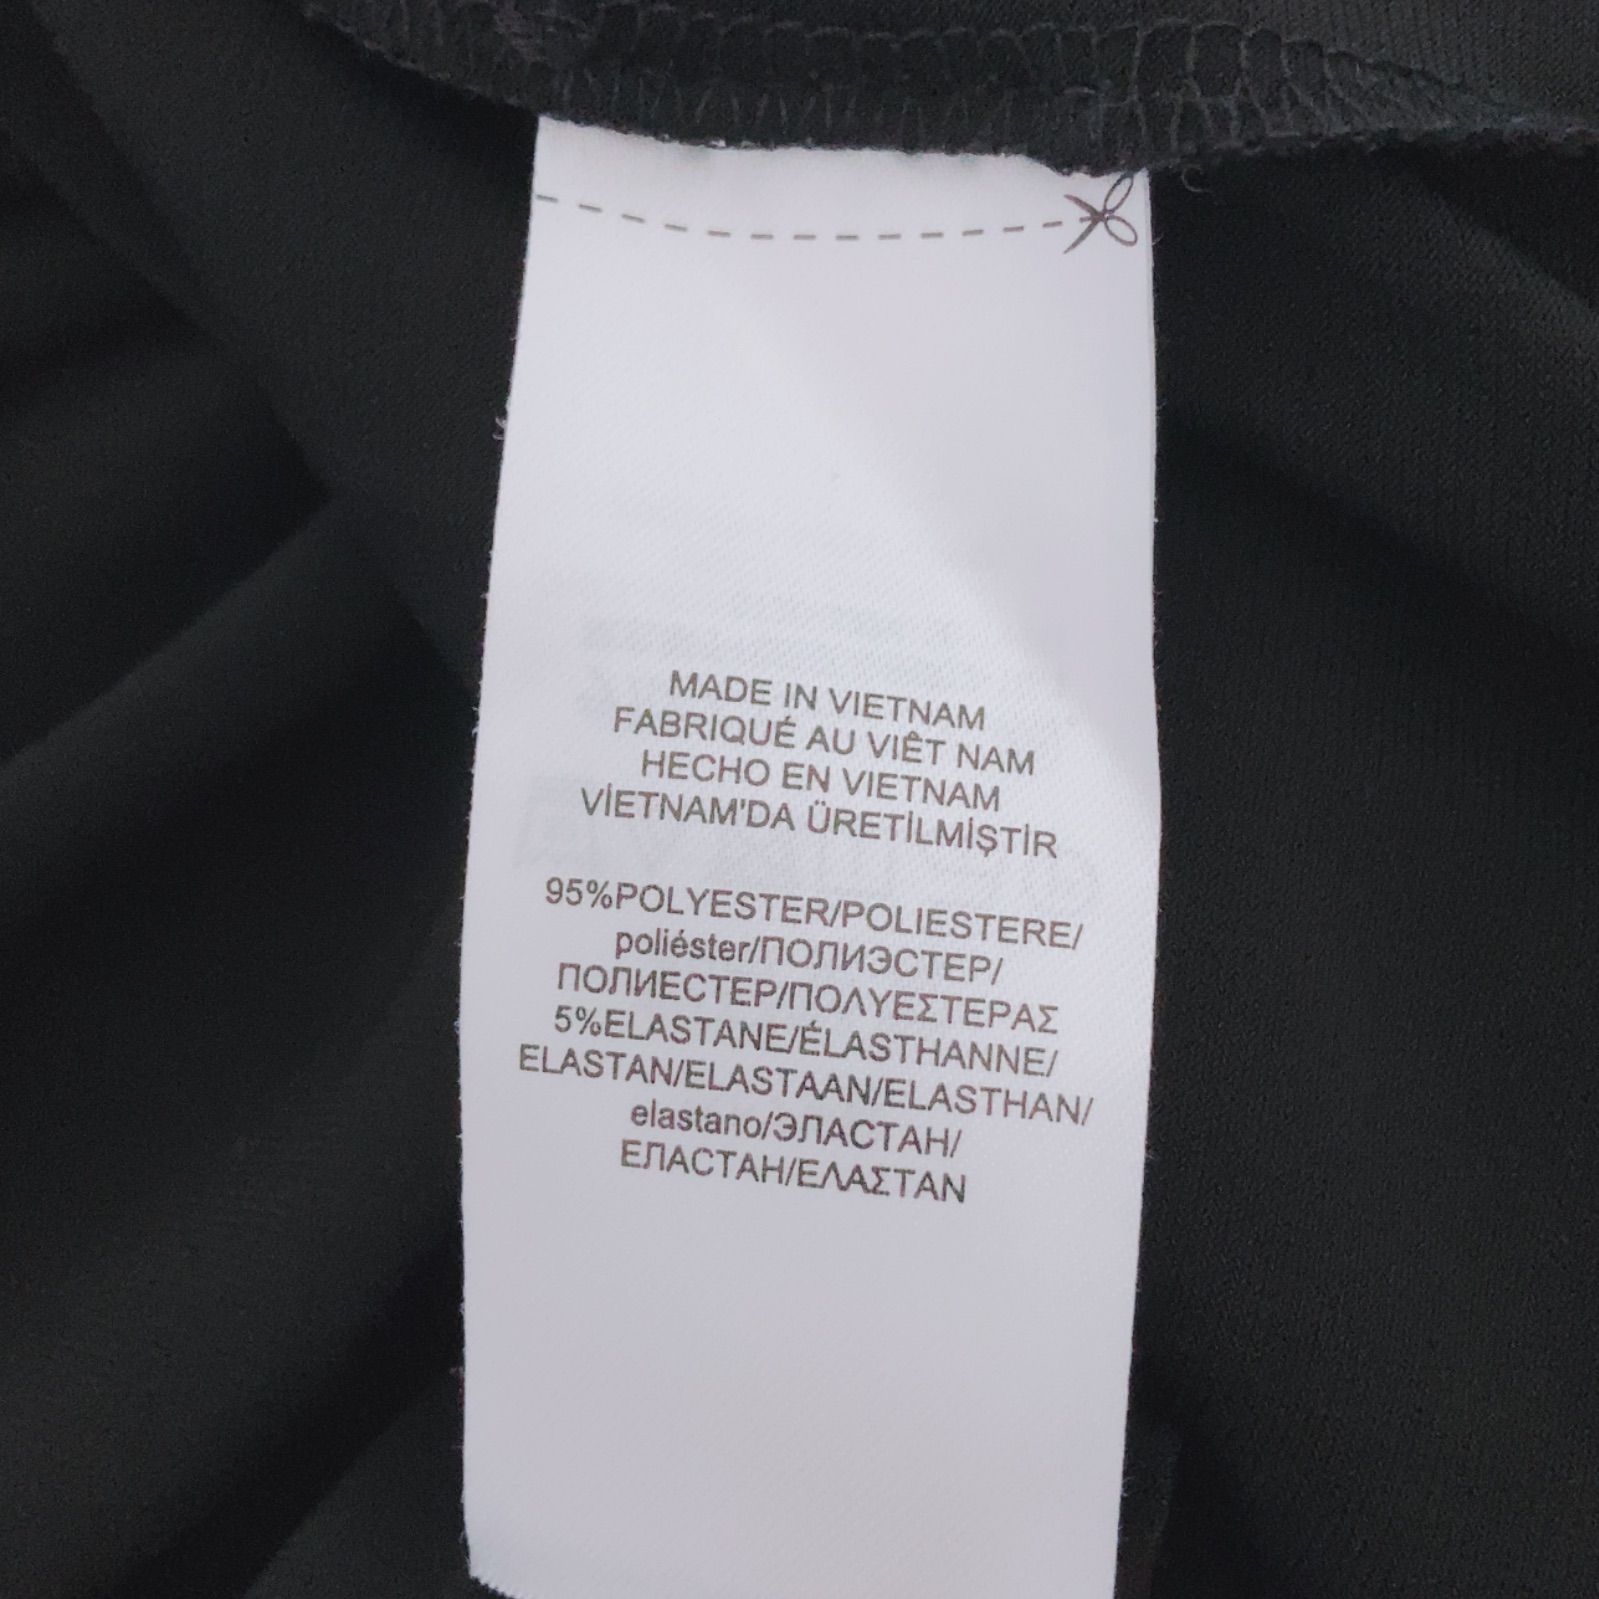 MADE IN VIETNAM
FABRIQUÉ AU VIÊT NAM
HECHO EN VIETNAM
VİETNAM'DA ÜRETİLMİŞTİR
95%POLYESTER/POLIESTERE/
poliéster/ПОЛИЭСТЕР/
ПОЛИЕСТЕР/ΠΟΛΥΕΣΤΕΡΑΣ
5%ELASTANE/ÉLASTHANNE/
ELASTAN/ELASTAAN/ELASTHAN/
elastano/ЭЛАСТАН/
ЕЛАСТАН/ΕΛΑΣΤΑΝ